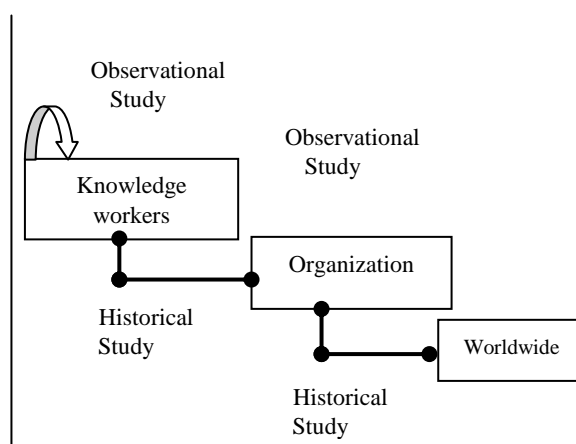 Observational
Study
Observational
Study
Knowledge
workers
Organization
Historical
Study
Worldwide
Historical
Study